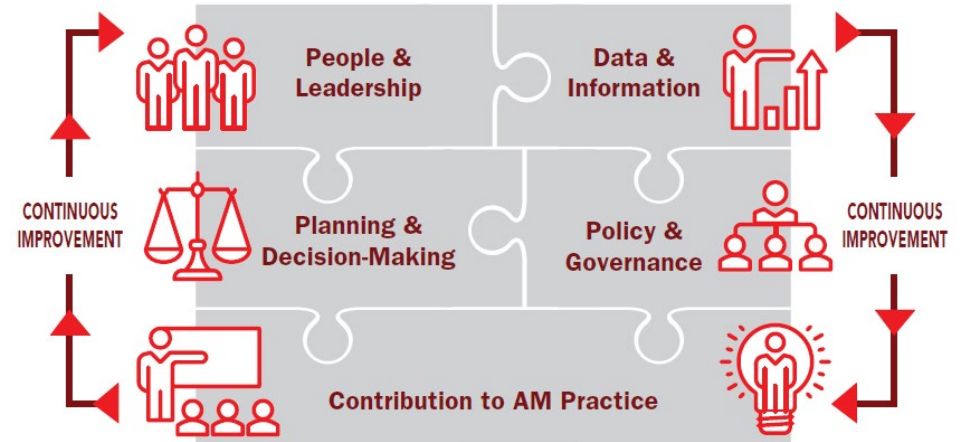 People &
Leadership
Data &
Information
CONTINUOUS
IMPROVEMENT
Planning &
Decision-Making
Policy &
Governance
CONTINUOUS
IMPROVEMENT
Contribution to AM Practice